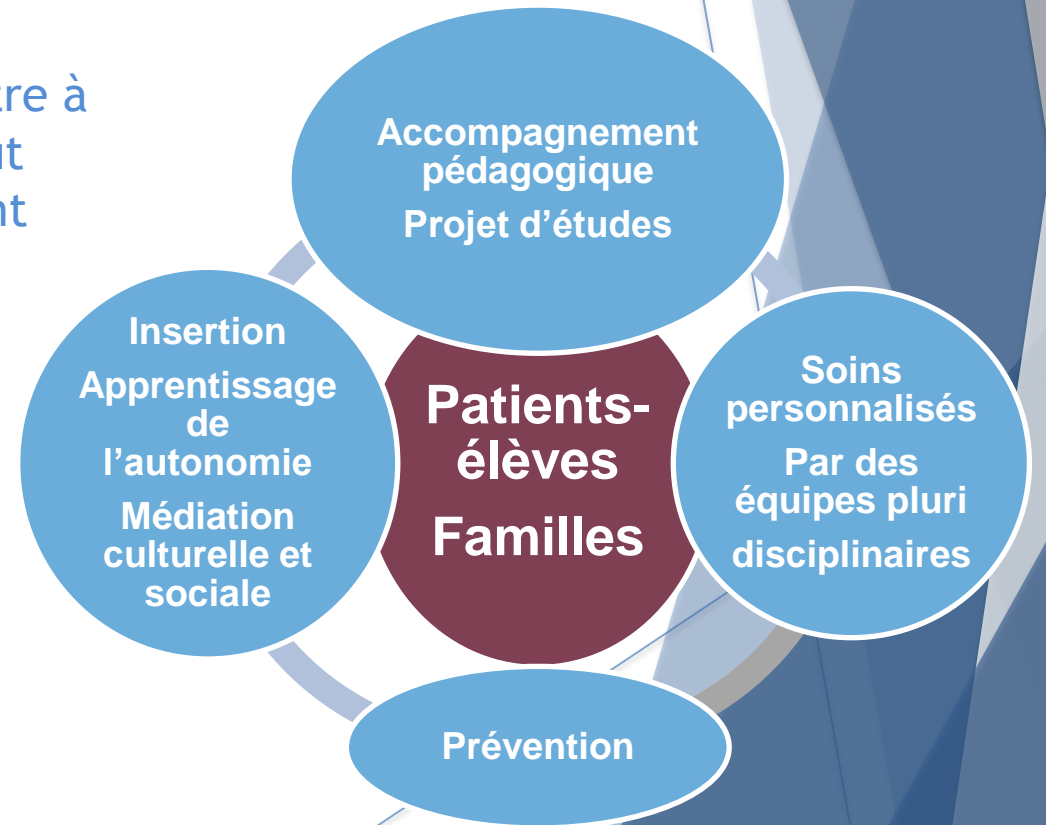 tre à
ut
nt
Accompagnement
pédagogique
Projet d’études
Insertion
Apprentissage
de
l’autonomie
Médiation
culturelle et
sociale
Patients-
élèves
Familles
Soins
personnalisés
Par des
équipes pluri
disciplinaires
Prévention